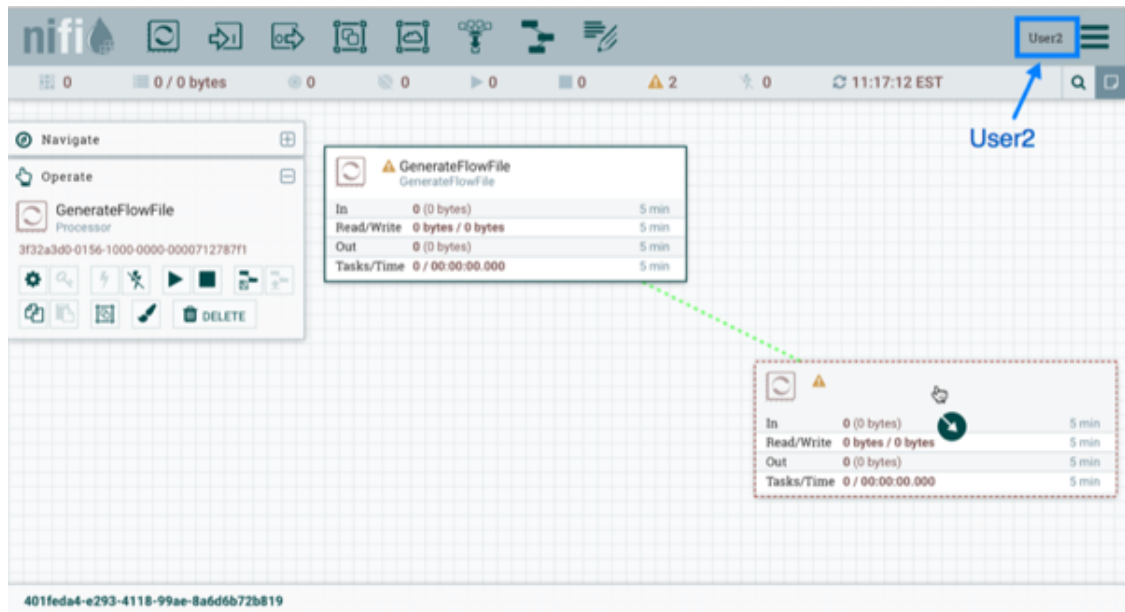 nifi
User2
0
0 / 0 bytes
0
0
0
0
2
0
11:17:12 EST
User2
Navigate
Operate
GenerateFlowFile
Processor
3f32a3d0-0156-1000-0000-0000712787f1
DELETE
GenerateFlowFile
GenerateFlowFile
In 0 (0 bytes) 5 min
Read/Write 0 bytes / 0 bytes 5 min
Out 0 (0 bytes) 5 min
Tasks/Time 0 / 00:00:00.000 5 min
In 0 (0 bytes) 5 min
Read/Write 0 bytes / 0 bytes 5 min
Out 0 (0 bytes) 5 min
Tasks/Time 0 / 00:00:00.000 5 min
401feda4-e293-4118-99ae-8a6d6b72b819